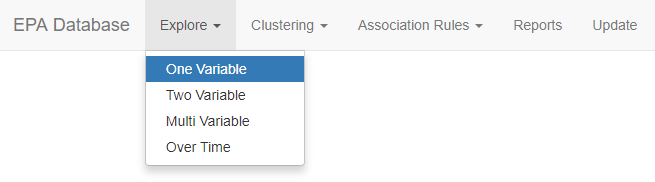 EPA Database Explore Clustering Association Rules Reports Update
One Variable
Two Variable
Multi Variable
Over Time